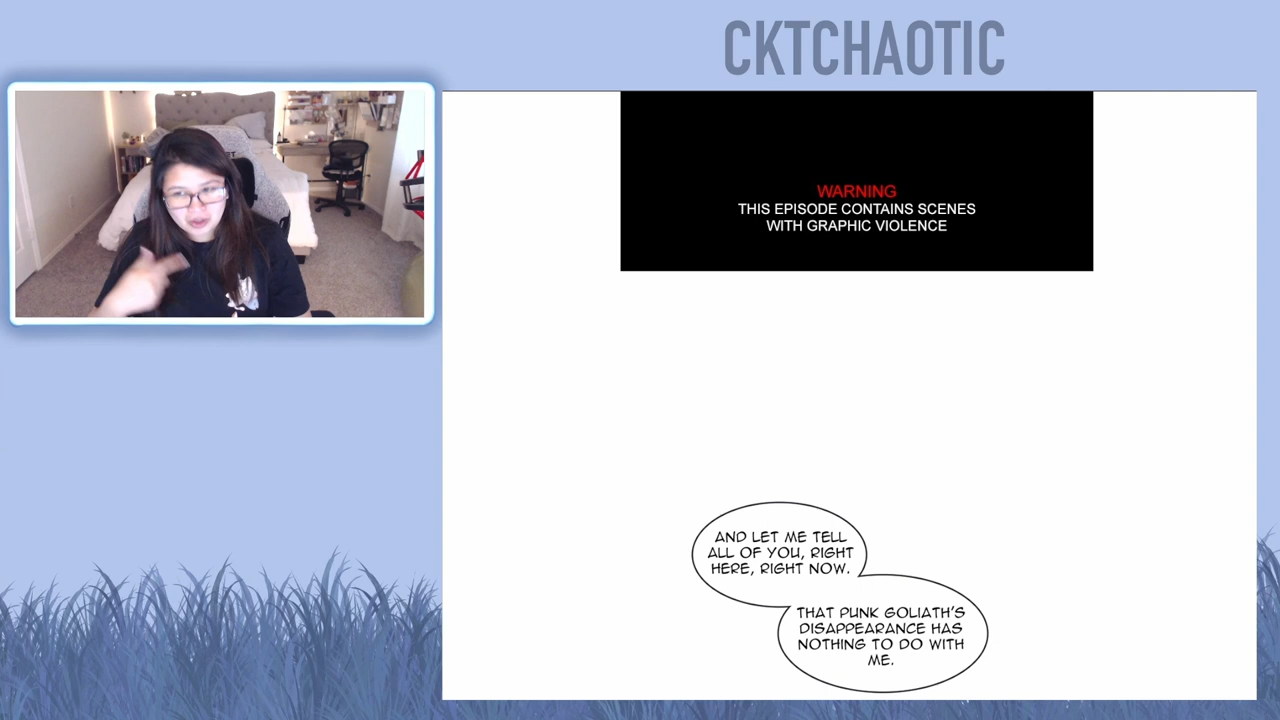 CKTCHAOTIC
WARNING
THIS EPISODE CONTAINS SCENES
WITH GRAPHIC VIOLENCE
AND LET ME TELL
ALL OF YOU, RIGHT
HERE, RIGHT NOW.
THAT PUNK GOLIATH'S
DISAPPEARANCE HAS
NOTHING TO DO WITH
ME.